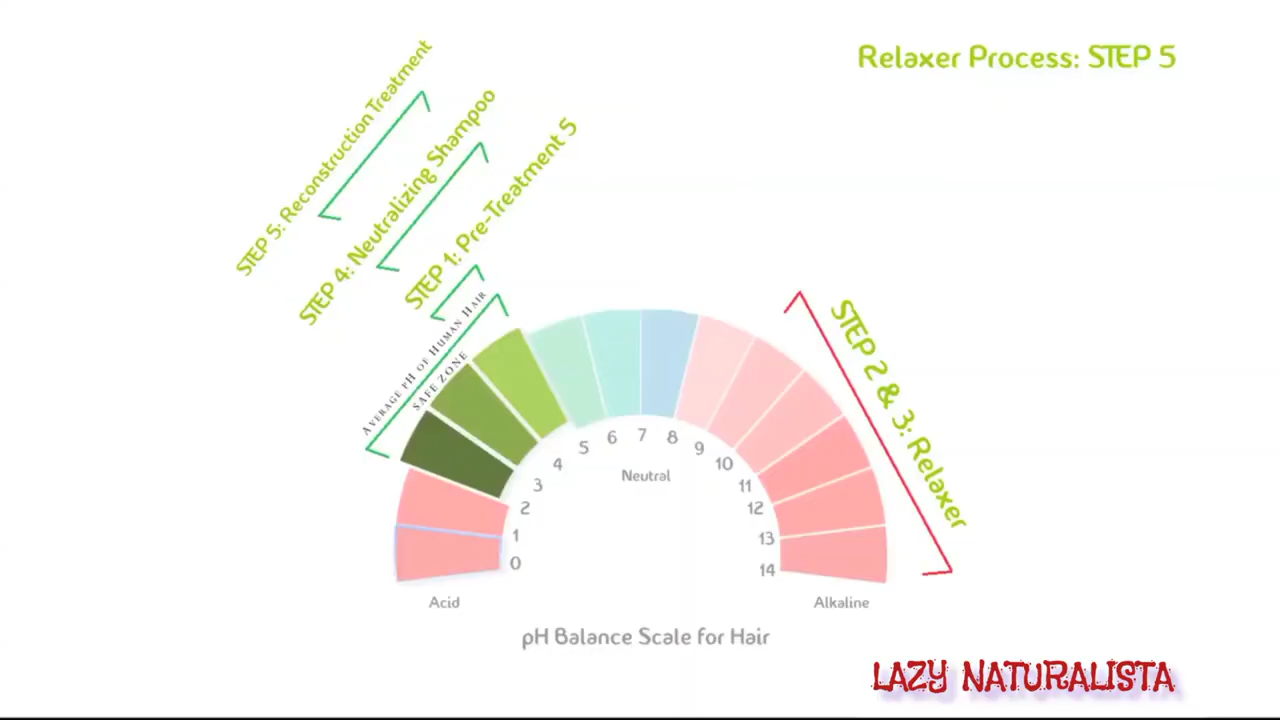 Relaxer Process: STEP 5
STEP 5: Reconstruction Treatment
STEP 4: Neutralizing Shampoo
STEP 1: Pre-Treatment 5
AVERAGE PH OF HUMAN HAIR
SAFE ZONE
STEP 2 & 3: Relaxer
0
1
2
3
4
5
6
7
8
9
10
11
12
13
14
Neutral
Acid
Alkaline
pH Balance Scale for Hair
LAZY NATURALISTA